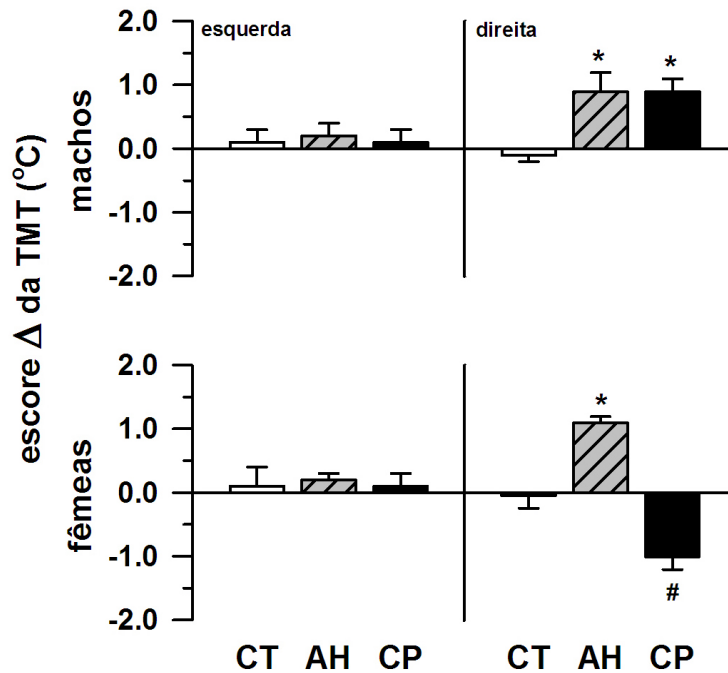 escore Δ da TMT (°C)
machos
esquerda
direita
2.0
1.0
0.0
-1.0
-2.0
*
*
fêmeas
2.0
1.0
0.0
-1.0
-2.0
*
#
CT AH CP CT AH CP